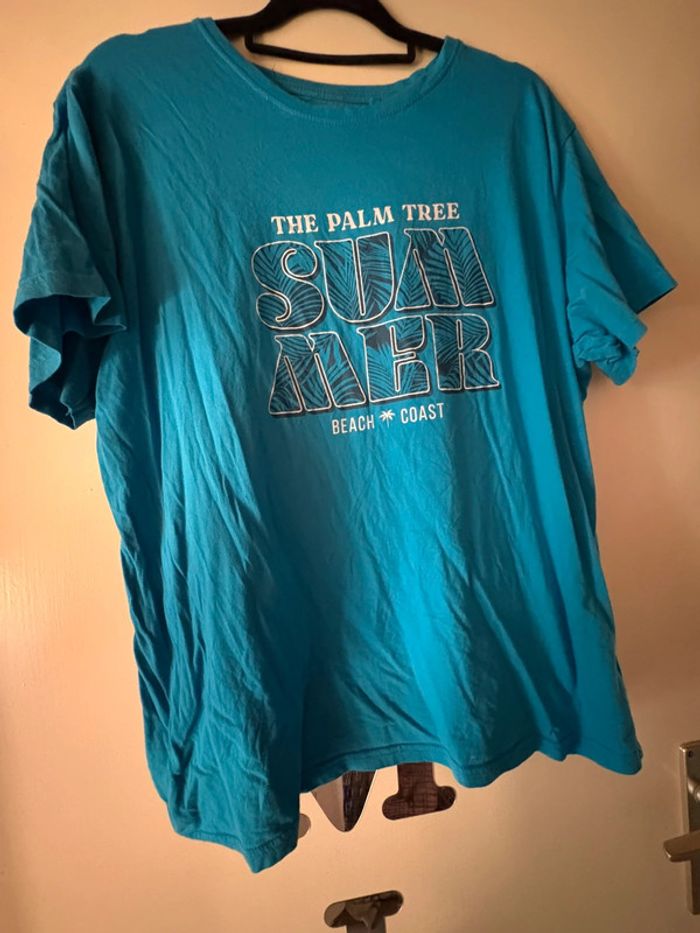 THE PALM TREE
SUM
MER
BEACH COAST